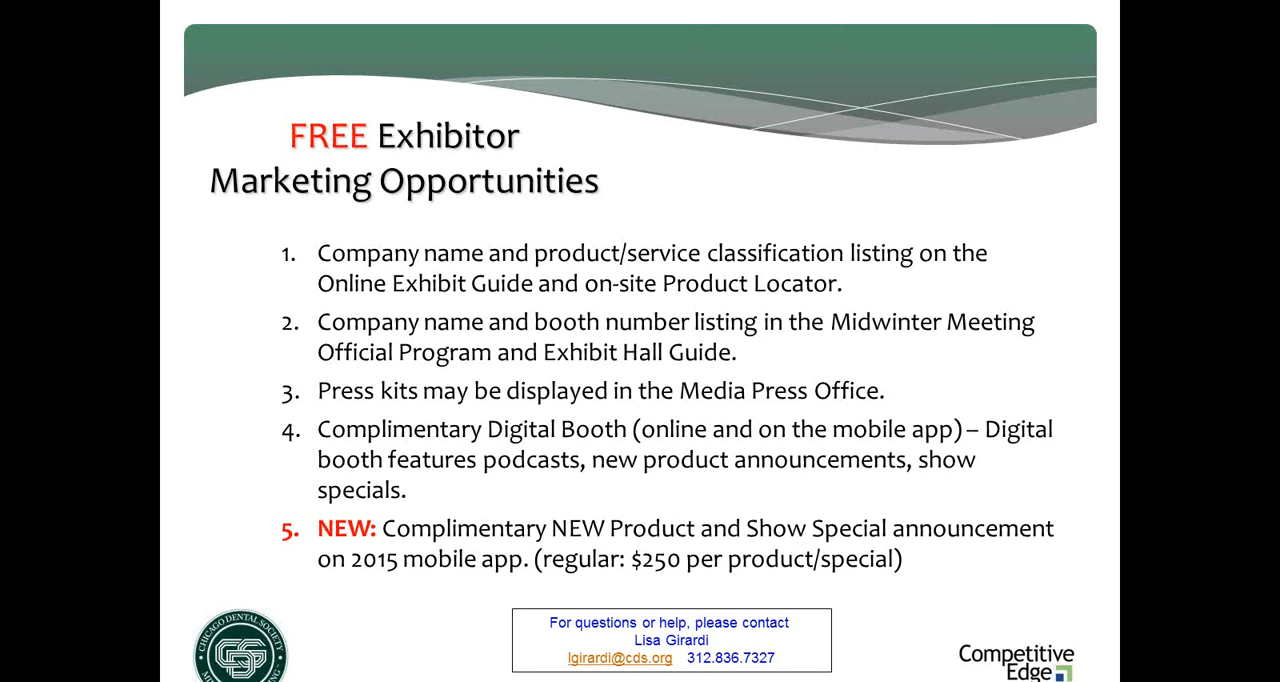 FREE Exhibitor
Marketing Opportunities
1. Company name and product/service classification listing on the
Online Exhibit Guide and on-site Product Locator.
2. Company name and booth number listing in the Midwinter Meeting
Official Program and Exhibit Hall Guide.
3. Press kits may be displayed in the Media Press Office.
4. Complimentary Digital Booth (online and on the mobile app) – Digital
booth features podcasts, new product announcements, show
specials.
5. NEW: Complimentary NEW Product and Show Special announcement
on 2015 mobile app. (regular: $250 per product/special)
CHICAGO DENTAL SOCIETY
CDS
For questions or help, please contact
Lisa Girardi
lgirardi@cds.org 312.836.7327
Competitive
Edge